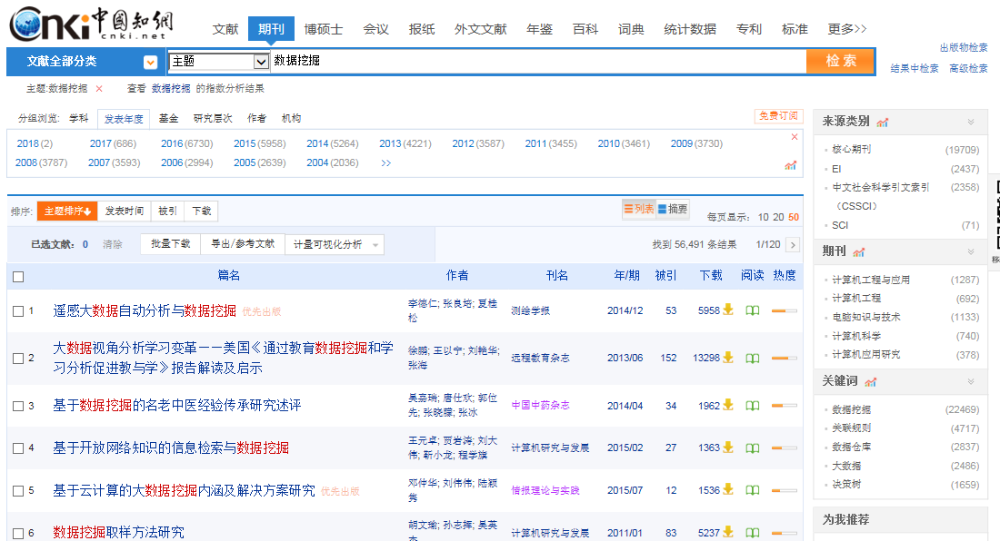 Cnki中国知網
cnki.net
文献 期刊 博硕士 会议 报纸 外文文献 年鉴 百科 词典 统计数据 专利 标准 更多>>
文献全部分类 主题 数据挖掘 检索
出版物检索
结果中检索 高级检索
主题:数据挖掘 × 查看 数据挖掘 的指数分析结果
分组浏览: 学科 发表年度 基金 研究层次 作者 机构 免费订阅
2018(2) 2017(686) 2016(6730) 2015(5958) 2014(5264) 2013(4221) 2012(3587) 2011(3455) 2010(3461) 2009(3730)
2008(3787) 2007(3593) 2006(2994) 2005(2639) 2004(2036) >>
排序: 主题排序 发表时间 被引 下载 列表 摘要 每页显示: 10 20 50
已选文献: 0 清除 批量下载 导出/参考文献 计量可视化分析 找到 56,491 条结果 1/120 >
篇名 作者 刊名 年/期 被引 下载 阅读 热度
1 遥感大数据自动分析与数据挖掘 优先出版 李德仁; 张良培; 夏桂松 测绘学报 2014/12 53 5958
2 大数据视角分析学习变革——美国《通过教育数据挖掘和学习分析促进教与学》报告解读及启示 徐鹏; 王以宁; 刘艳华; 张海 远程教育杂志 2013/06 152 13298
3 基于数据挖掘的名老中医经验传承研究述评 吴嘉瑞; 唐仕欢; 郭位先; 张晓朦; 张冰 中国中药杂志 2014/04 34 1962
4 基于开放网络知识的信息检索与数据挖掘 王元卓; 贾岩涛; 刘大伟; 靳小龙; 程学旗 计算机研究与发展 2015/02 27 1363
5 基于云计算的大数据挖掘内涵及解决方案研究 优先出版 邓仲华; 刘伟伟; 陆颖隽 情报理论与实践 2015/07 12 1536
6 数据挖掘取样方法研究 胡文瑜; 孙志挥; 吴英杰 计算机研究与发展 2011/01 83 5237
来源类别
核心期刊 (19709)
EI (2437)
中文社会科学引文索引 (2358)
(CSSCI)
SCI (71)
期刊
计算机工程与应用 (1287)
计算机工程 (692)
电脑知识与技术 (1133)
计算机科学 (740)
计算机应用研究 (378)
关键词
数据挖掘 (22469)
关联规则 (4717)
数据仓库 (2837)
大数据 (2486)
决策树 (1659)
为我推荐
移